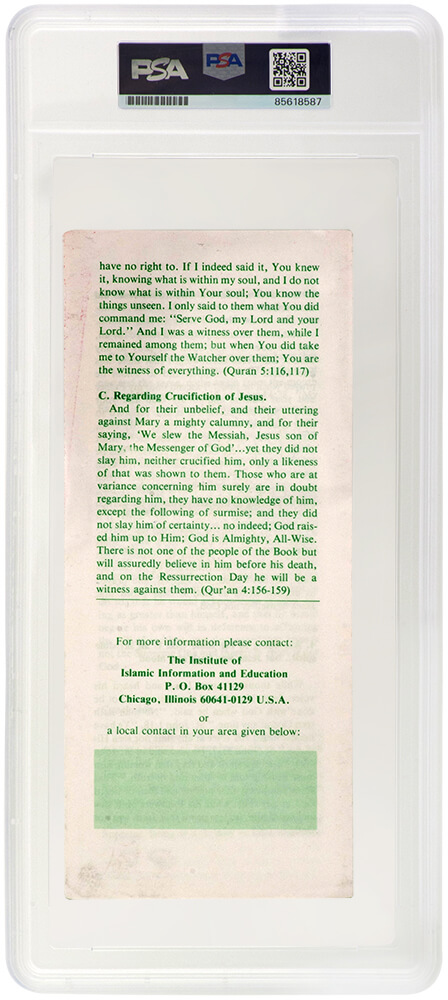 PSA
PSA
85618587
have no right to. If I indeed said it, You knew
it, knowing what is within my soul, and I do not
know what is within Your soul; You know the
things unseen. I only said to them what You did
command me: “Serve God, my Lord and your
Lord.” And I was a witness over them, while I
remained among them; but when You did take
me to Yourself the Watcher over them; You are
the witness of everything. (Quran 5:116,117)
C. Regarding Crucifiction of Jesus.
And for their unbelief, and their uttering
against Mary a mighty calumny, and for their
saying, ‘We slew the Messiah, Jesus son of
Mary, the Messenger of God’...yet they did not
slay him, neither crucified him, only a likeness
of that was shown to them. Those who are at
variance concerning him surely are in doubt
regarding him, they have no knowledge of him,
except the following of surmise; and they did
not slay him of certainty... no indeed; God rais-
ed him up to Him; God is Almighty, All-Wise.
There is not one of the people of the Book but
will assuredly believe in him before his death,
and on the Ressurrection Day he will be a
witness against them. (Qur'an 4:156-159)
For more information please contact:
The Institute of
Islamic Information and Education
P. O. Box 41129
Chicago, Illinois 60641-0129 U.S.A.
or
a local contact in your area given below: